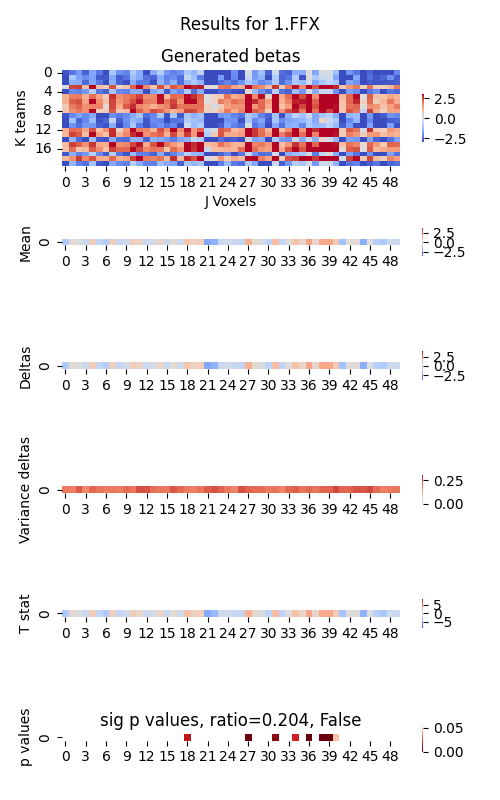 Results for 1.FFX
Generated betas
K teams
0
4
8
12
16
0 3 6 9 12 15 18 21 24 27 30 33 36 39 42 45 48
J Voxels
2.5
0.0
−2.5
Mean
0
0 3 6 9 12 15 18 21 24 27 30 33 36 39 42 45 48
2.5
0.0
−2.5
Deltas
0
0 3 6 9 12 15 18 21 24 27 30 33 36 39 42 45 48
2.5
0.0
−2.5
Variance deltas
0
0 3 6 9 12 15 18 21 24 27 30 33 36 39 42 45 48
0.25
0.00
T stat
0
0 3 6 9 12 15 18 21 24 27 30 33 36 39 42 45 48
5
0
−5
sig p values, ratio=0.204, False
p values
0
0 3 6 9 12 15 18 21 24 27 30 33 36 39 42 45 48
0.05
0.00